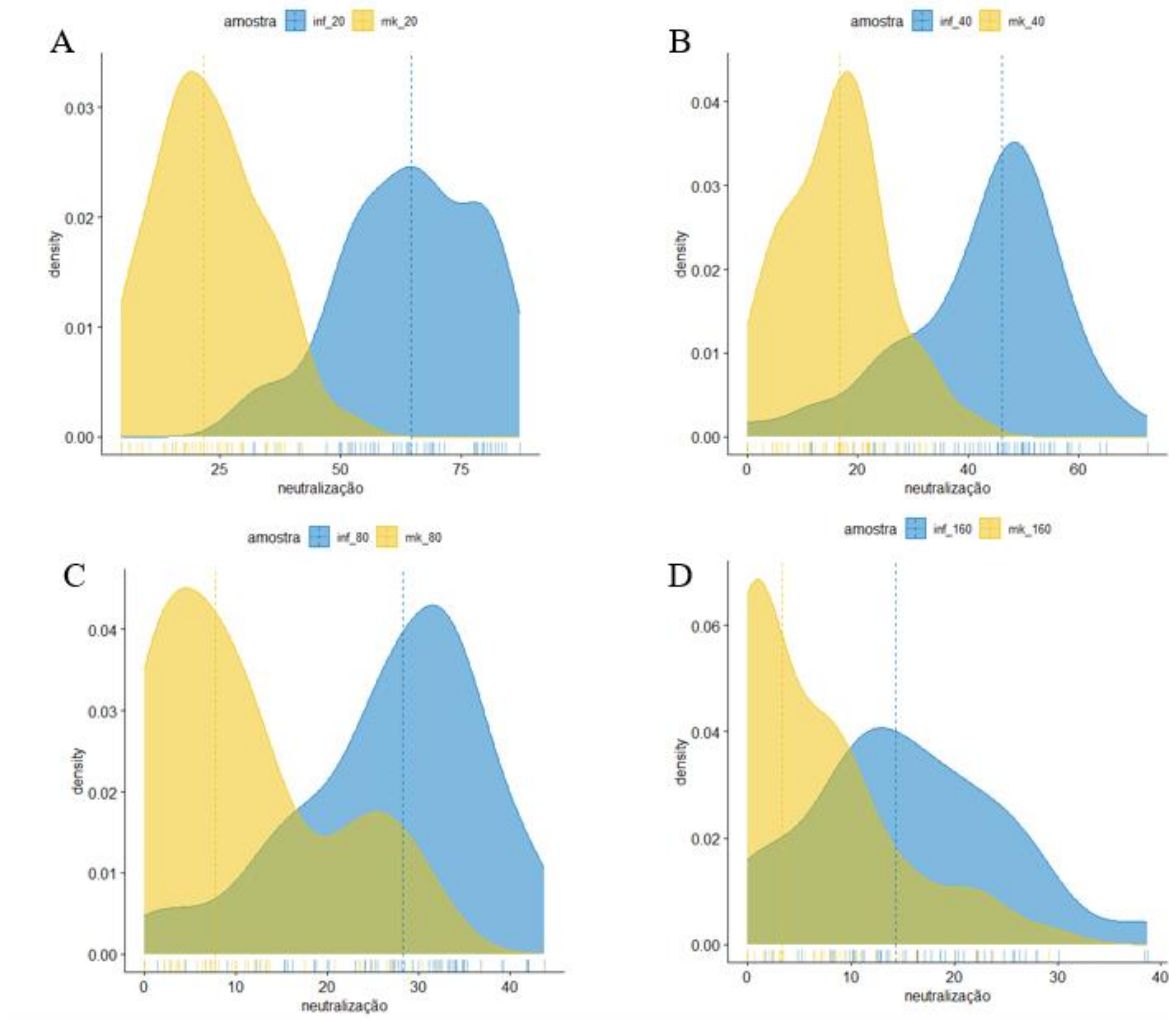 amostra inf_20 mk_20
A
0.03
0.02
0.01
0.00
density
25 50 75
neutralização
amostra inf_40 mk_40
B
0.04
0.03
0.02
0.01
0.00
density
0 20 40 60
neutralização
amostra inf_80 mk_80
C
0.04
0.03
0.02
0.01
0.00
density
0 10 20 30 40
neutralização
amostra inf_160 mk_160
D
0.06
0.04
0.02
0.00
density
0 10 20 30 40
neutralização